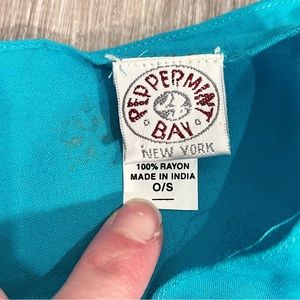 PEPPERMINT
BAY
NEW YORK
100% RAYON
MADE IN INDIA
O/S